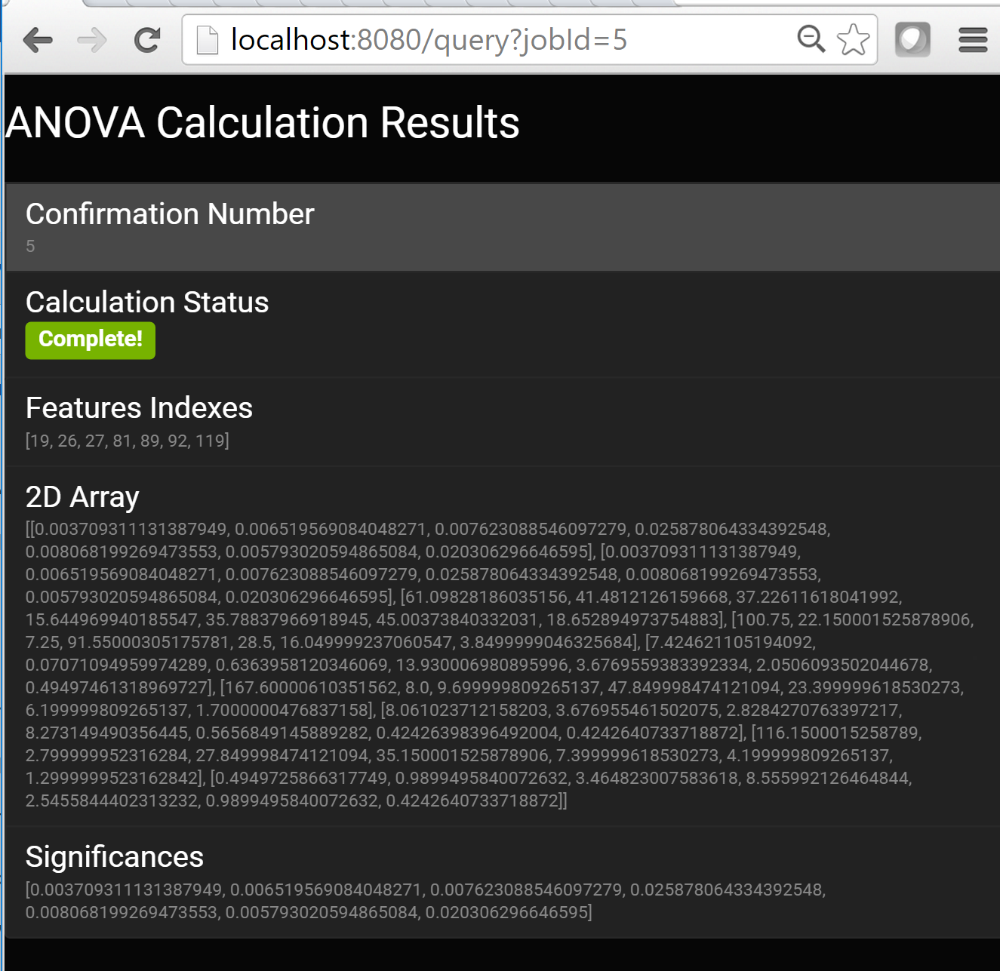 localhost:8080/query?jobId=5
ANOVA Calculation Results
Confirmation Number
5
Calculation Status
Complete!
Features Indexes
[19, 26, 27, 81, 89, 92, 119]
2D Array
[[0.003709311131387949, 0.006519569084048271, 0.007623088546097279, 0.025878064334392548,
0.008068199269473553, 0.005793020594865084, 0.020306296646595], [0.003709311131387949,
0.006519569084048271, 0.007623088546097279, 0.025878064334392548, 0.008068199269473553,
0.005793020594865084, 0.020306296646595], [61.09828186035156, 41.4812126159668, 37.22611618041992,
15.644969940185547, 35.78837966918945, 45.00373840332031, 18.652894973754883], [100.75, 22.150001525878906,
7.25, 91.55000305175781, 28.5, 16.049999237060547, 3.8499999046325684], [7.424621105194092,
0.07071094959974289, 0.6363958120346069, 13.930006980895996, 3.6769559383392334, 2.0506093502044678,
0.49497461318969727], [167.60000610351562, 8.0, 9.699999809265137, 47.849998474121094, 23.399999618530273,
6.199999809265137, 1.7000000476837158], [8.061023712158203, 3.676955461502075, 2.8284270763397217,
8.273149490356445, 0.5656849145889282, 0.42426398396492004, 0.4242640733718872], [116.1500015258789,
2.799999952316284, 27.849998474121094, 35.150001525878906, 7.399999618530273, 4.199999809265137,
1.2999999523162842], [0.4949725866317749, 0.9899495840072632, 3.464823007583618, 8.555992126464844,
2.5455844402313232, 0.9899495840072632, 0.4242640733718872]]
Significances
[0.003709311131387949, 0.006519569084048271, 0.007623088546097279, 0.025878064334392548,
0.008068199269473553, 0.005793020594865084, 0.020306296646595]